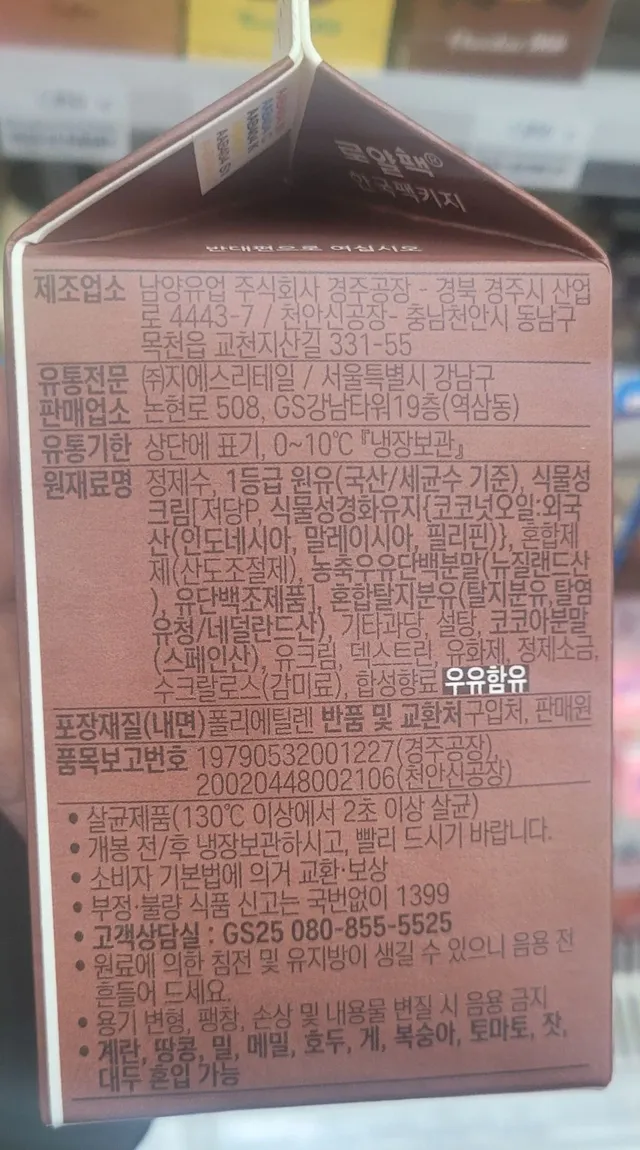 로얄팩®
한국팩키지
반대편으로 여십시오
제조업소 남양유업 주식회사 경주공장 - 경북 경주시 산업
로 4443-7 / 천안신공장- 충남천안시 동남구
목천읍 교천지산길 331-55
유통전문 ㈜지에스리테일 / 서울특별시 강남구
판매업소 논현로 508, GS강남타워19층(역삼동)
유통기한 상단에 표기, 0~10℃『냉장보관』
원재료명 정제수, 1등급 원유(국산/세균수 기준), 식물성
크림[저당P, 식물성경화유지{코코넛오일:외국
산(인도네시아, 말레이시아, 필리핀)}, 혼합제
제(산도조절제), 농축우유단백분말(뉴질랜드산
), 유단백조제품], 혼합탈지분유(탈지분유,탈염
유청/네덜란드산), 기타과당, 설탕, 코코아분말
(스페인산), 유크림, 덱스트린, 유화제, 정제소금,
수크랄로스(감미료), 합성향료 우유함유
포장재질(내면)폴리에틸렌 반품 및 교환처구입처, 판매원
품목보고번호 19790532001227(경주공장),
20020448002106(천안신공장)
• 살균제품(130℃ 이상에서 2초 이상 살균)
• 개봉 전/후 냉장보관하시고, 빨리 드시기 바랍니다.
• 소비자 기본법에 의거 교환·보상
• 부정·불량 식품 신고는 국번없이 1399
• 고객상담실 : GS25 080-855-5525
• 원료에 의한 침전 및 유지방이 생길 수 있으니 음용 전
흔들어 드세요.
• 용기 변형, 팽창, 손상 및 내용물 변질 시 음용 금지
• 계란, 땅콩, 밀, 메밀, 호두, 게, 복숭아, 토마토, 잣,
대두 혼입 가능